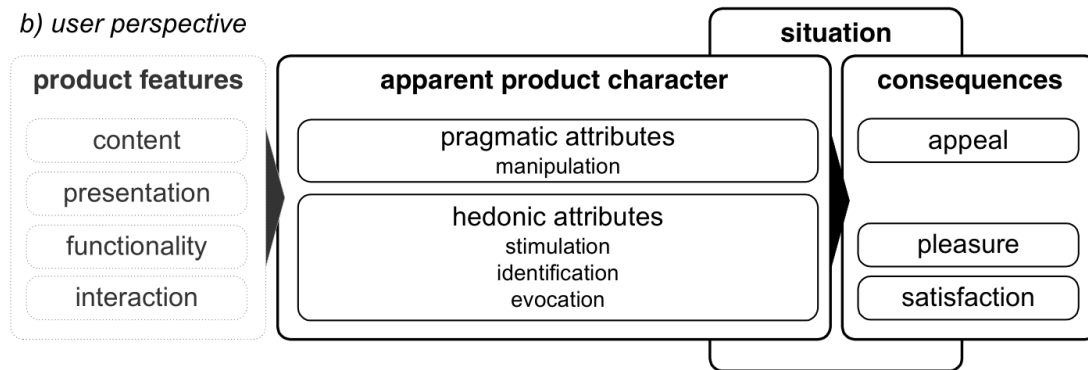 b) user perspective
situation
product features
content
presentation
functionality
interaction
apparent product character
pragmatic attributes
manipulation
hedonic attributes
stimulation
identification
evocation
consequences
appeal
pleasure
satisfaction